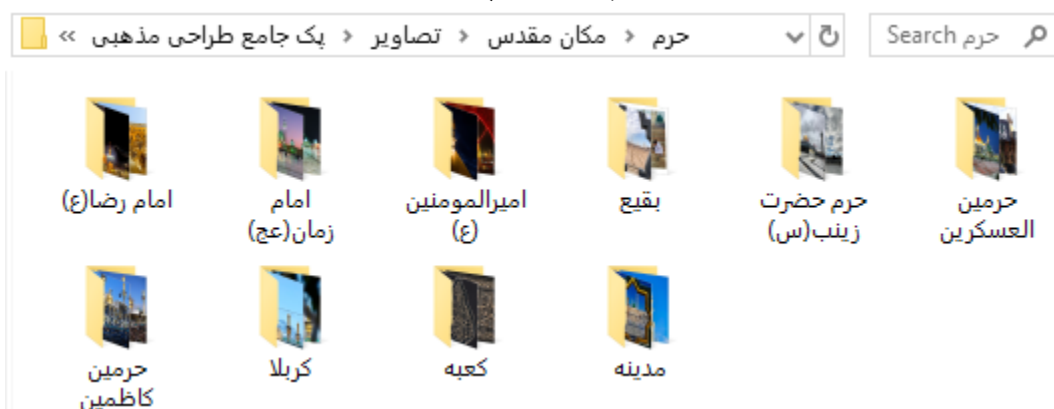 » پک جامع طراحی مذهبی › تصاویر › مکان مقدس › حرم
Search حرم
امام رضا(ع)
امام
زمان(عج)
امیرالمومنین
(ع)
بقیع
حرم حضرت
زینب(س)
حرمین
العسکرین
حرمین
کاظمین
کربلا
کعبه
مدینه